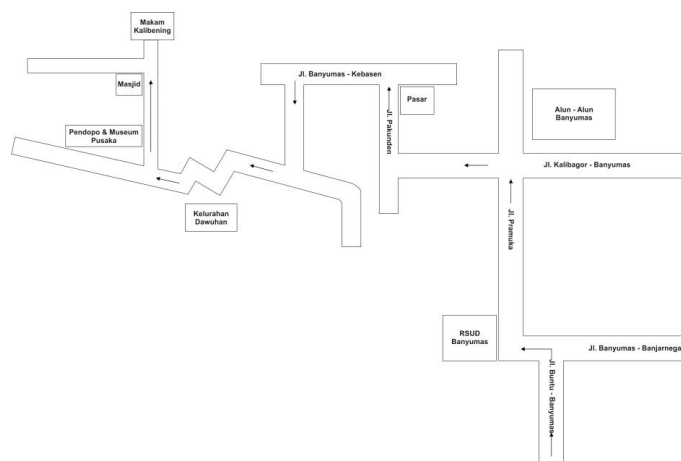 Makam
Kalibening
Jl. Banyumas - Kebasen
Masjid
Pasar
Alun - Alun
Banyumas
Jl. Pakunden
Pendopo & Museum
Pusaka
Jl. Kalibagor - Banyumas
Kelurahan
Dawuhan
Jl. Pramuka
RSUD
Banyumas
Jl. Banyumas - Banjarnega
Jl. Buntu - Banyumas